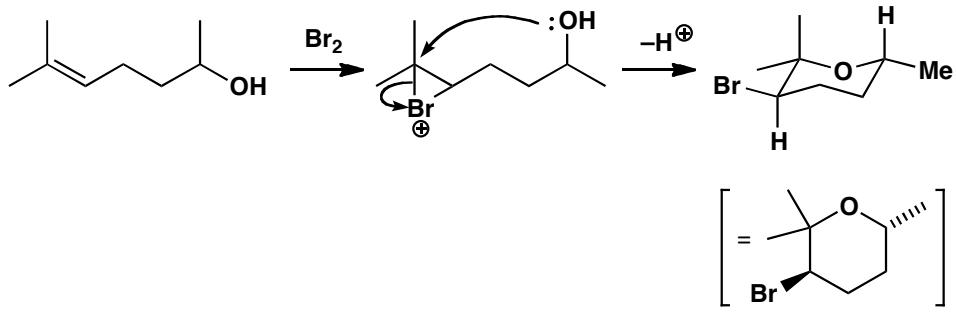 OH
Br2
:OH
Br
⊕
–H⊕
H
O
Me
Br
H
=
O
Br